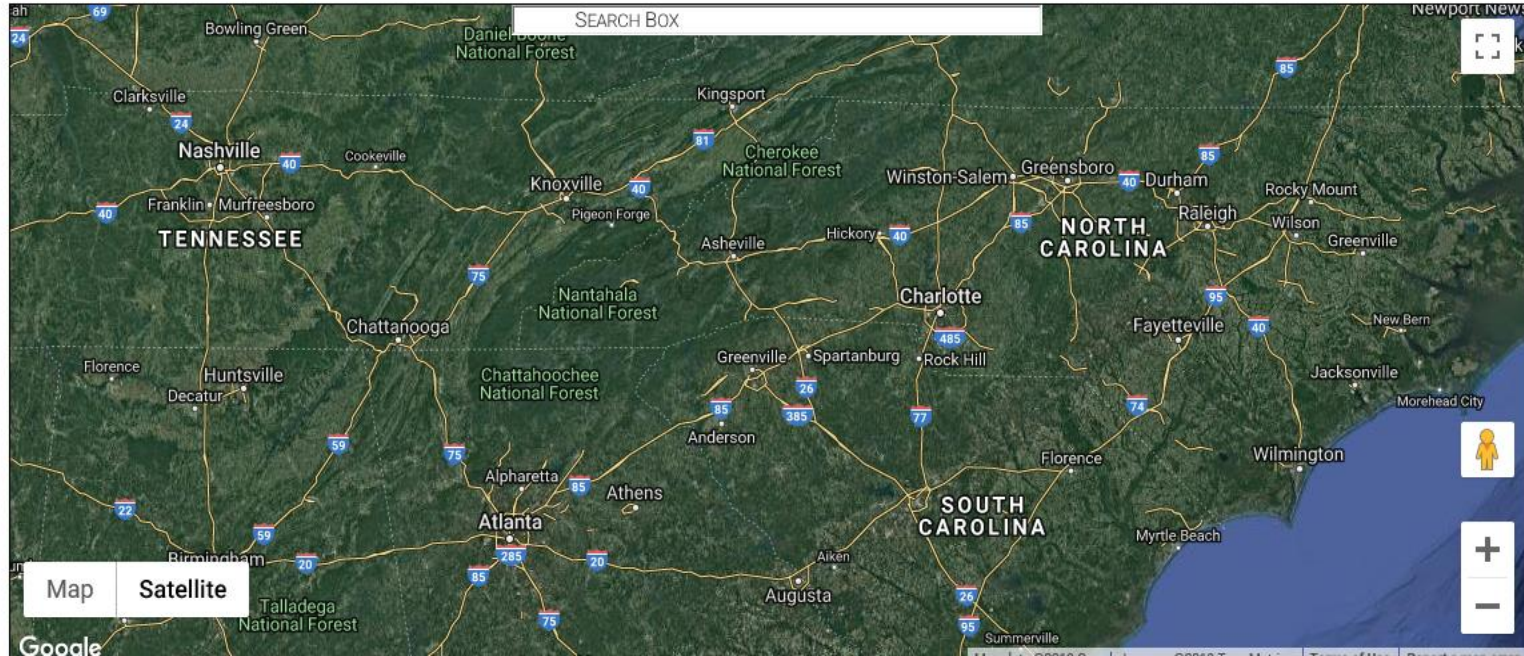 69
SEARCH BOX
Newport News
24
Bowling Green
Daniel Boone
National Forest
85
Clarksville
Kingsport
24
81
Nashville
40
Cookeville
Cherokee
National Forest
85
Knoxville
40
Winston-Salem
Greensboro
40
Durham
Rocky Mount
40
Franklin
Murfreesboro
Pigeon Forge
85
Raleigh
Wilson
TENNESSEE
Asheville
Hickory
40
NORTH
CAROLINA
Greenville
75
Nantahala
National Forest
Charlotte
95
Chattanooga
Fayetteville
40
New Bern
485
Florence
Huntsville
Greenville
Spartanburg
Rock Hill
Decatur
Chattahoochee
National Forest
26
Jacksonville
85
385
77
74
Morehead City
59
75
Anderson
Florence
Wilmington
Alpharetta
85
Athens
22
Atlanta
SOUTH
CAROLINA
59
Birmingham
20
285
20
Aiken
Myrtle Beach
85
Augusta
Map
Satellite
Talladega
National Forest
75
26
95
Summerville
Google
Terms of Use